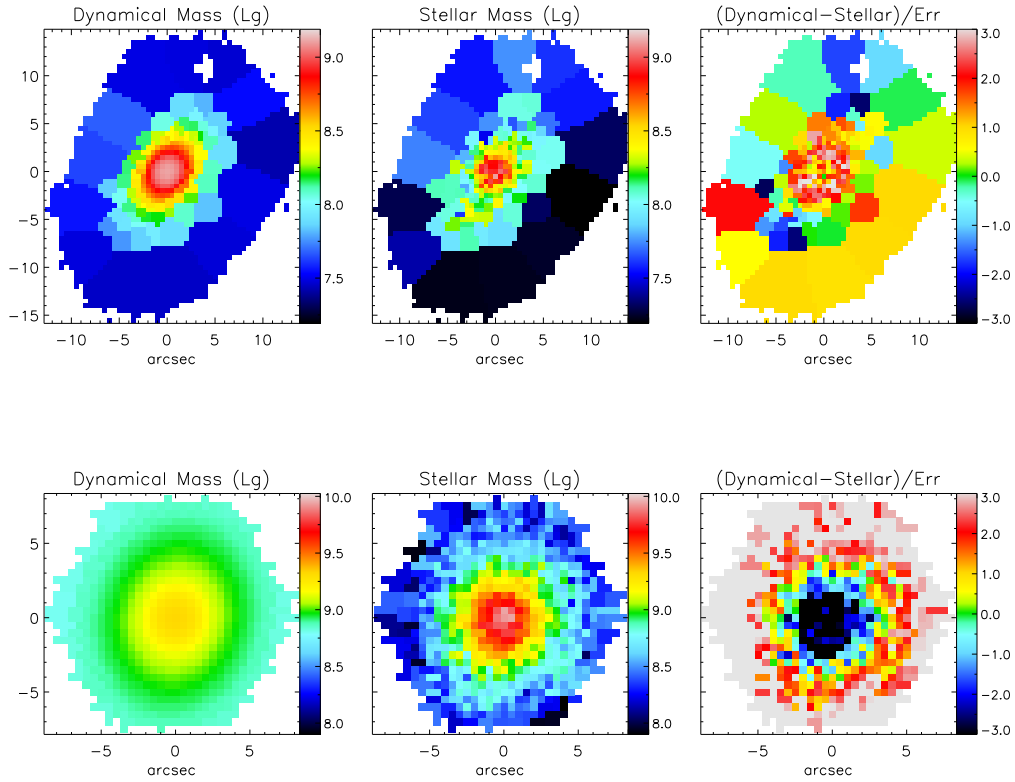 Dynamical Mass (Lg) Stellar Mass (Lg) (Dynamical-Stellar)/Err
10 9.0 9.0 3.0
5 8.5 8.5 2.0
0 8.0 8.0 1.0
-5 7.5 7.5 0.0
-10 -1.0
-15 -2.0
-3.0
-10 -5 0 5 10 -10 -5 0 5 10 -10 -5 0 5 10
arcsec arcsec arcsec
Dynamical Mass (Lg) Stellar Mass (Lg) (Dynamical-Stellar)/Err
5 10.0 10.0 3.0
0 9.5 9.5 2.0
-5 9.0 9.0 1.0
8.5 8.5 0.0
8.0 8.0 -1.0
-2.0
-3.0
-5 0 5 -5 0 5 -5 0 5
arcsec arcsec arcsec